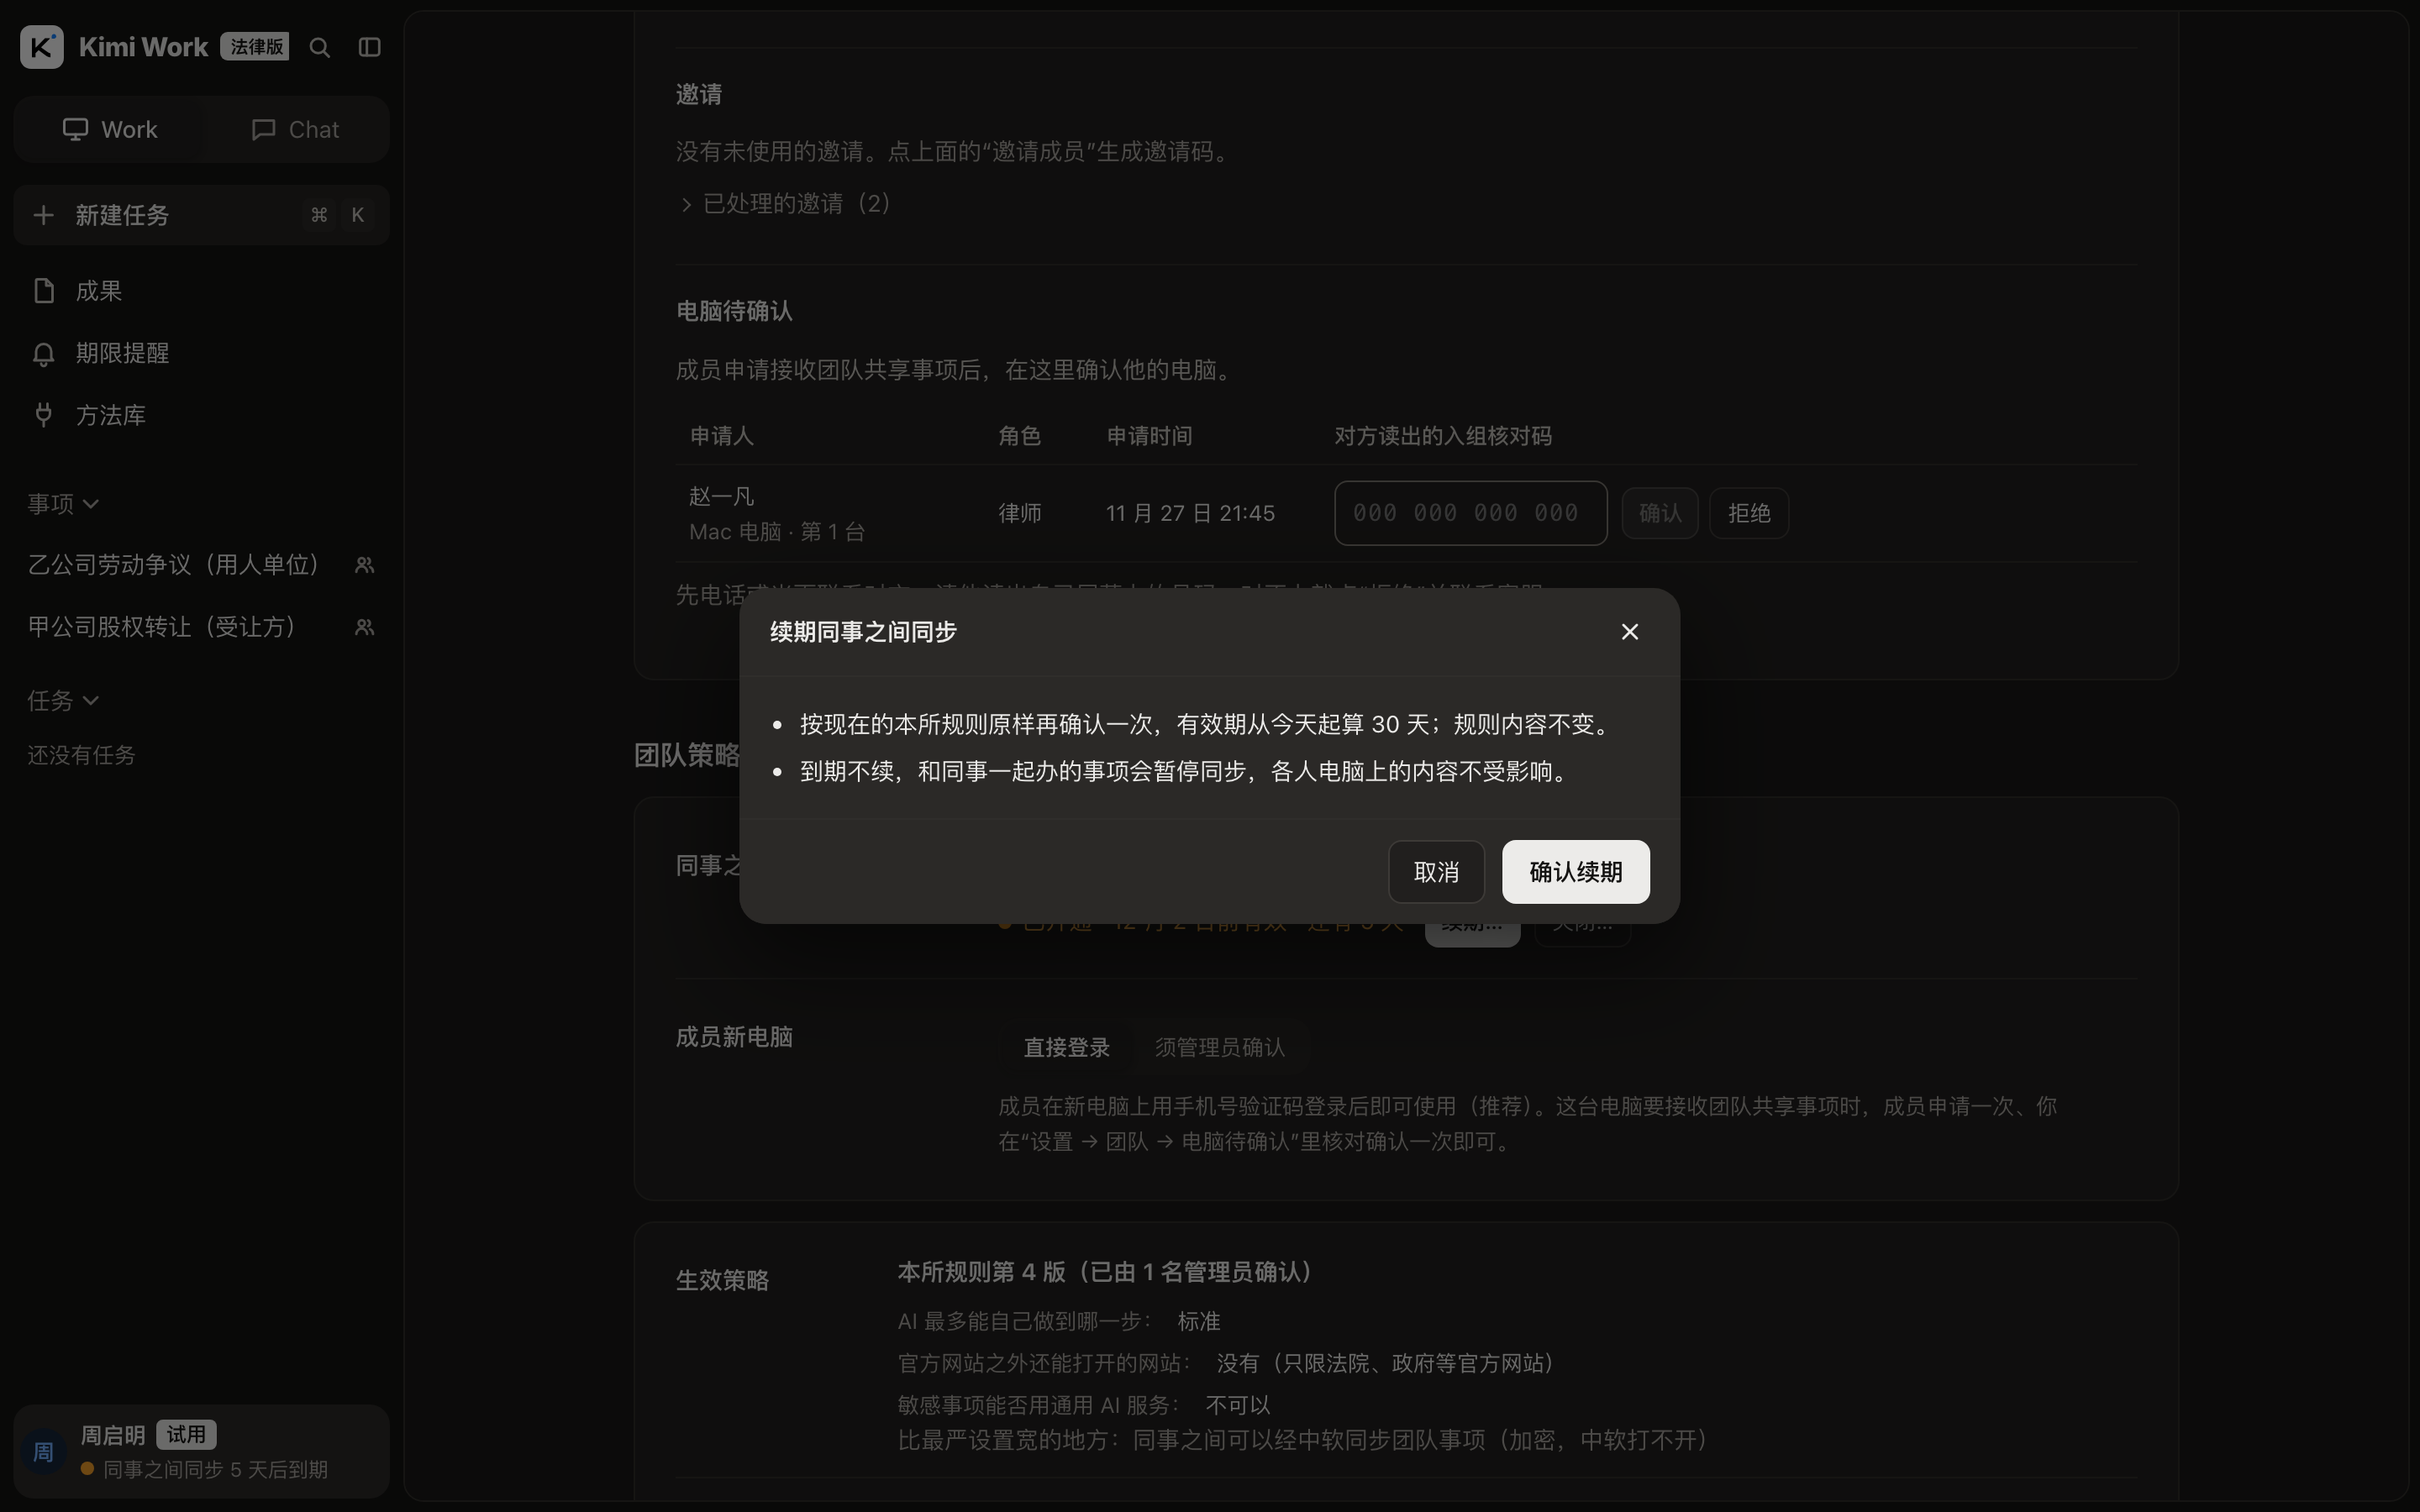 Kimi Work 法律版
Work
Chat
新建任务 ⌘ K
成果
期限提醒
方法库
事项
乙公司劳动争议（用人单位）
甲公司股权转让（受让方）
任务
还没有任务
周 周启明 试用
同事之间同步 5 天后到期
邀请
没有未使用的邀请。点上面的“邀请成员”生成邀请码。
已处理的邀请（2）
电脑待确认
成员申请接收团队共享事项后，在这里确认他的电脑。
申请人 角色 申请时间 对方读出的入组核对码
赵一凡
Mac 电脑 · 第 1 台
律师 11 月 27 日 21:45 000 000 000 000 确认 拒绝
先电话
续期同事之间同步
按现在的本所规则原样再确认一次，有效期从今天起算 30 天；规则内容不变。
到期不续，和同事一起办的事项会暂停同步，各人电脑上的内容不受影响。
取消 确认续期
团队策略
同事之
成员新电脑
直接登录 须管理员确认
成员在新电脑上用手机号验证码登录后即可使用（推荐）。这台电脑要接收团队共享事项时，成员申请一次、你
在“设置 → 团队 → 电脑待确认”里核对确认一次即可。
生效策略
本所规则第 4 版（已由 1 名管理员确认）
AI 最多能自己做到哪一步： 标准
官方网站之外还能打开的网站： 没有（只限法院、政府等官方网站）
敏感事项能否用通用 AI 服务： 不可以
比最严设置宽的地方：同事之间可以经中软同步团队事项（加密，中软打不开）